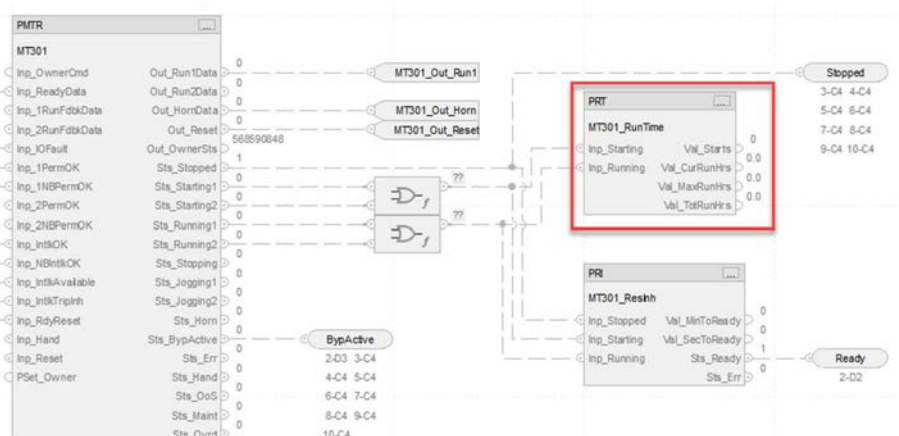 PMTR
...
MT301
Inp_OwnerCmd Out_Run1Data 0
Inp_ReadyData Out_Run2Data 0
Inp_1RunFdbkData Out_HornData 0
Inp_2RunFdbkData Out_Reset 0
Inp_IOFault Out_OwnerSts 568590848
Inp_1PermOK Sts_Stopped 1
Inp_1NBPermOK Sts_Starting1 0
Inp_2PermOK Sts_Starting2 0
Inp_2NBPermOK Sts_Running1 0
Inp_IntlkOK Sts_Running2 0
Inp_NBIntlkOK Sts_Stopping 0
Inp_IntlkAvailable Sts_Jogging1 0
Inp_IntlkTripInh Sts_Jogging2 0
Inp_RdyReset Sts_Horn 0
Inp_Hand Sts_BypActive 0
Inp_Reset Sts_Err 0
PSet_Owner Sts_Hand 0
Sts_OoS 0
Sts_Maint 0
Sts_Ovrd 0
MT301_Out_Run1
MT301_Out_Horn
MT301_Out_Reset
f
??
f
??
BypActive
2-D3 3-C4
4-C4 5-C4
6-C4 7-C4
8-C4 9-C4
10-C4
PRT
...
MT301_RunTime
Inp_Starting Val_Starts 0
Inp_Running Val_CurRunHrs 0.0
Val_MaxRunHrs 0.0
Val_TotRunHrs 0.0
PRI
...
MT301_ResInh
Inp_Stopped Val_MinToReady 0
Inp_Starting Val_SecToReady 0
Inp_Running Sts_Ready 1
Sts_Err 0
Stopped
3-C4 4-C4
5-C4 6-C4
7-C4 8-C4
9-C4 10-C4
Ready
2-D2